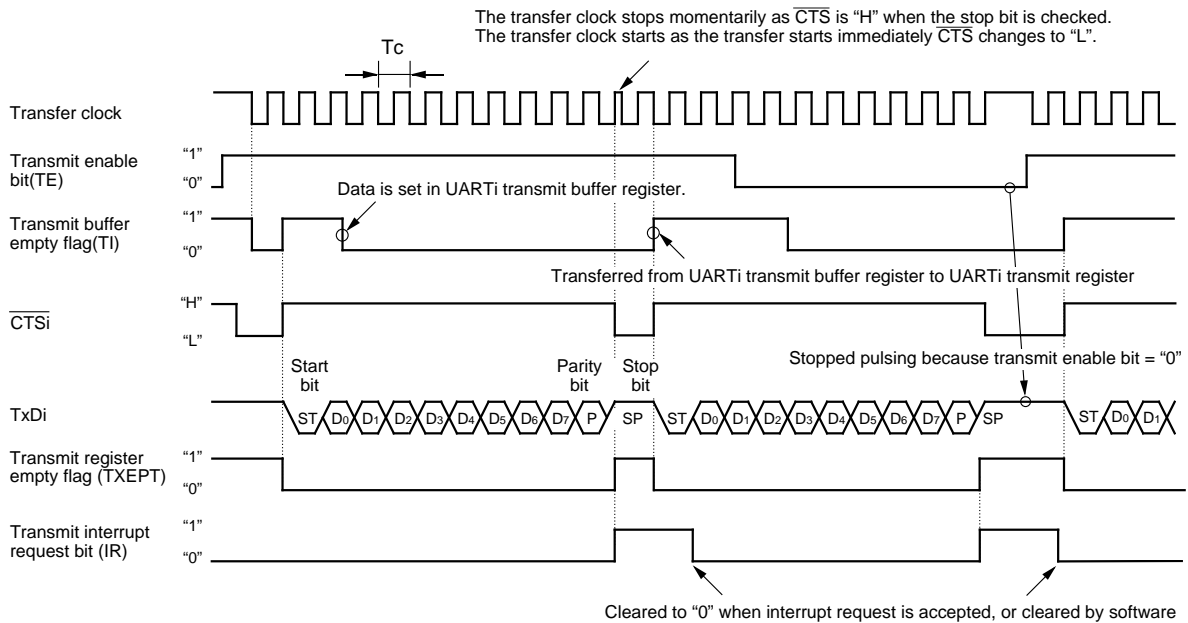 The transfer clock stops momentarily as CTS is “H” when the stop bit is checked.
The transfer clock starts as the transfer starts immediately CTS changes to “L”.
Tc
Transfer clock
Transmit enable
bit(TE)
“1”
“0”
Data is set in UARTi transmit buffer register.
Transmit buffer
empty flag(TI)
“1”
“0”
Transferred from UARTi transmit buffer register to UARTi transmit register
CTSi
“H”
“L”
Stopped pulsing because transmit enable bit = “0”
Start
bit
Parity
bit
Stop
bit
TxDi
ST D0 D1 D2 D3 D4 D5 D6 D7 P SP ST D0 D1 D2 D3 D4 D5 D6 D7 P SP ST D0 D1
Transmit register
empty flag (TXEPT)
“1”
“0”
Transmit interrupt
request bit (IR)
“1”
“0”
Cleared to “0” when interrupt request is accepted, or cleared by software